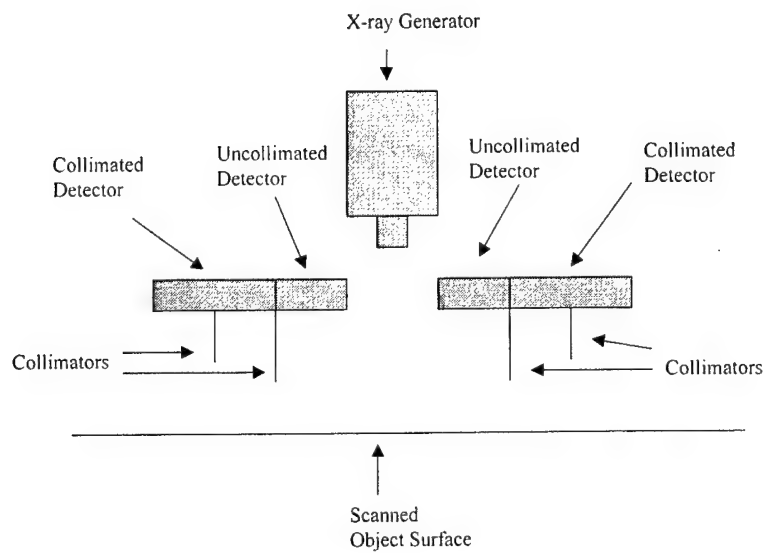 X-ray Generator
Collimated
Detector
Uncollimated
Detector
Uncollimated
Detector
Collimated
Detector
Collimators
Collimators
Scanned
Object Surface